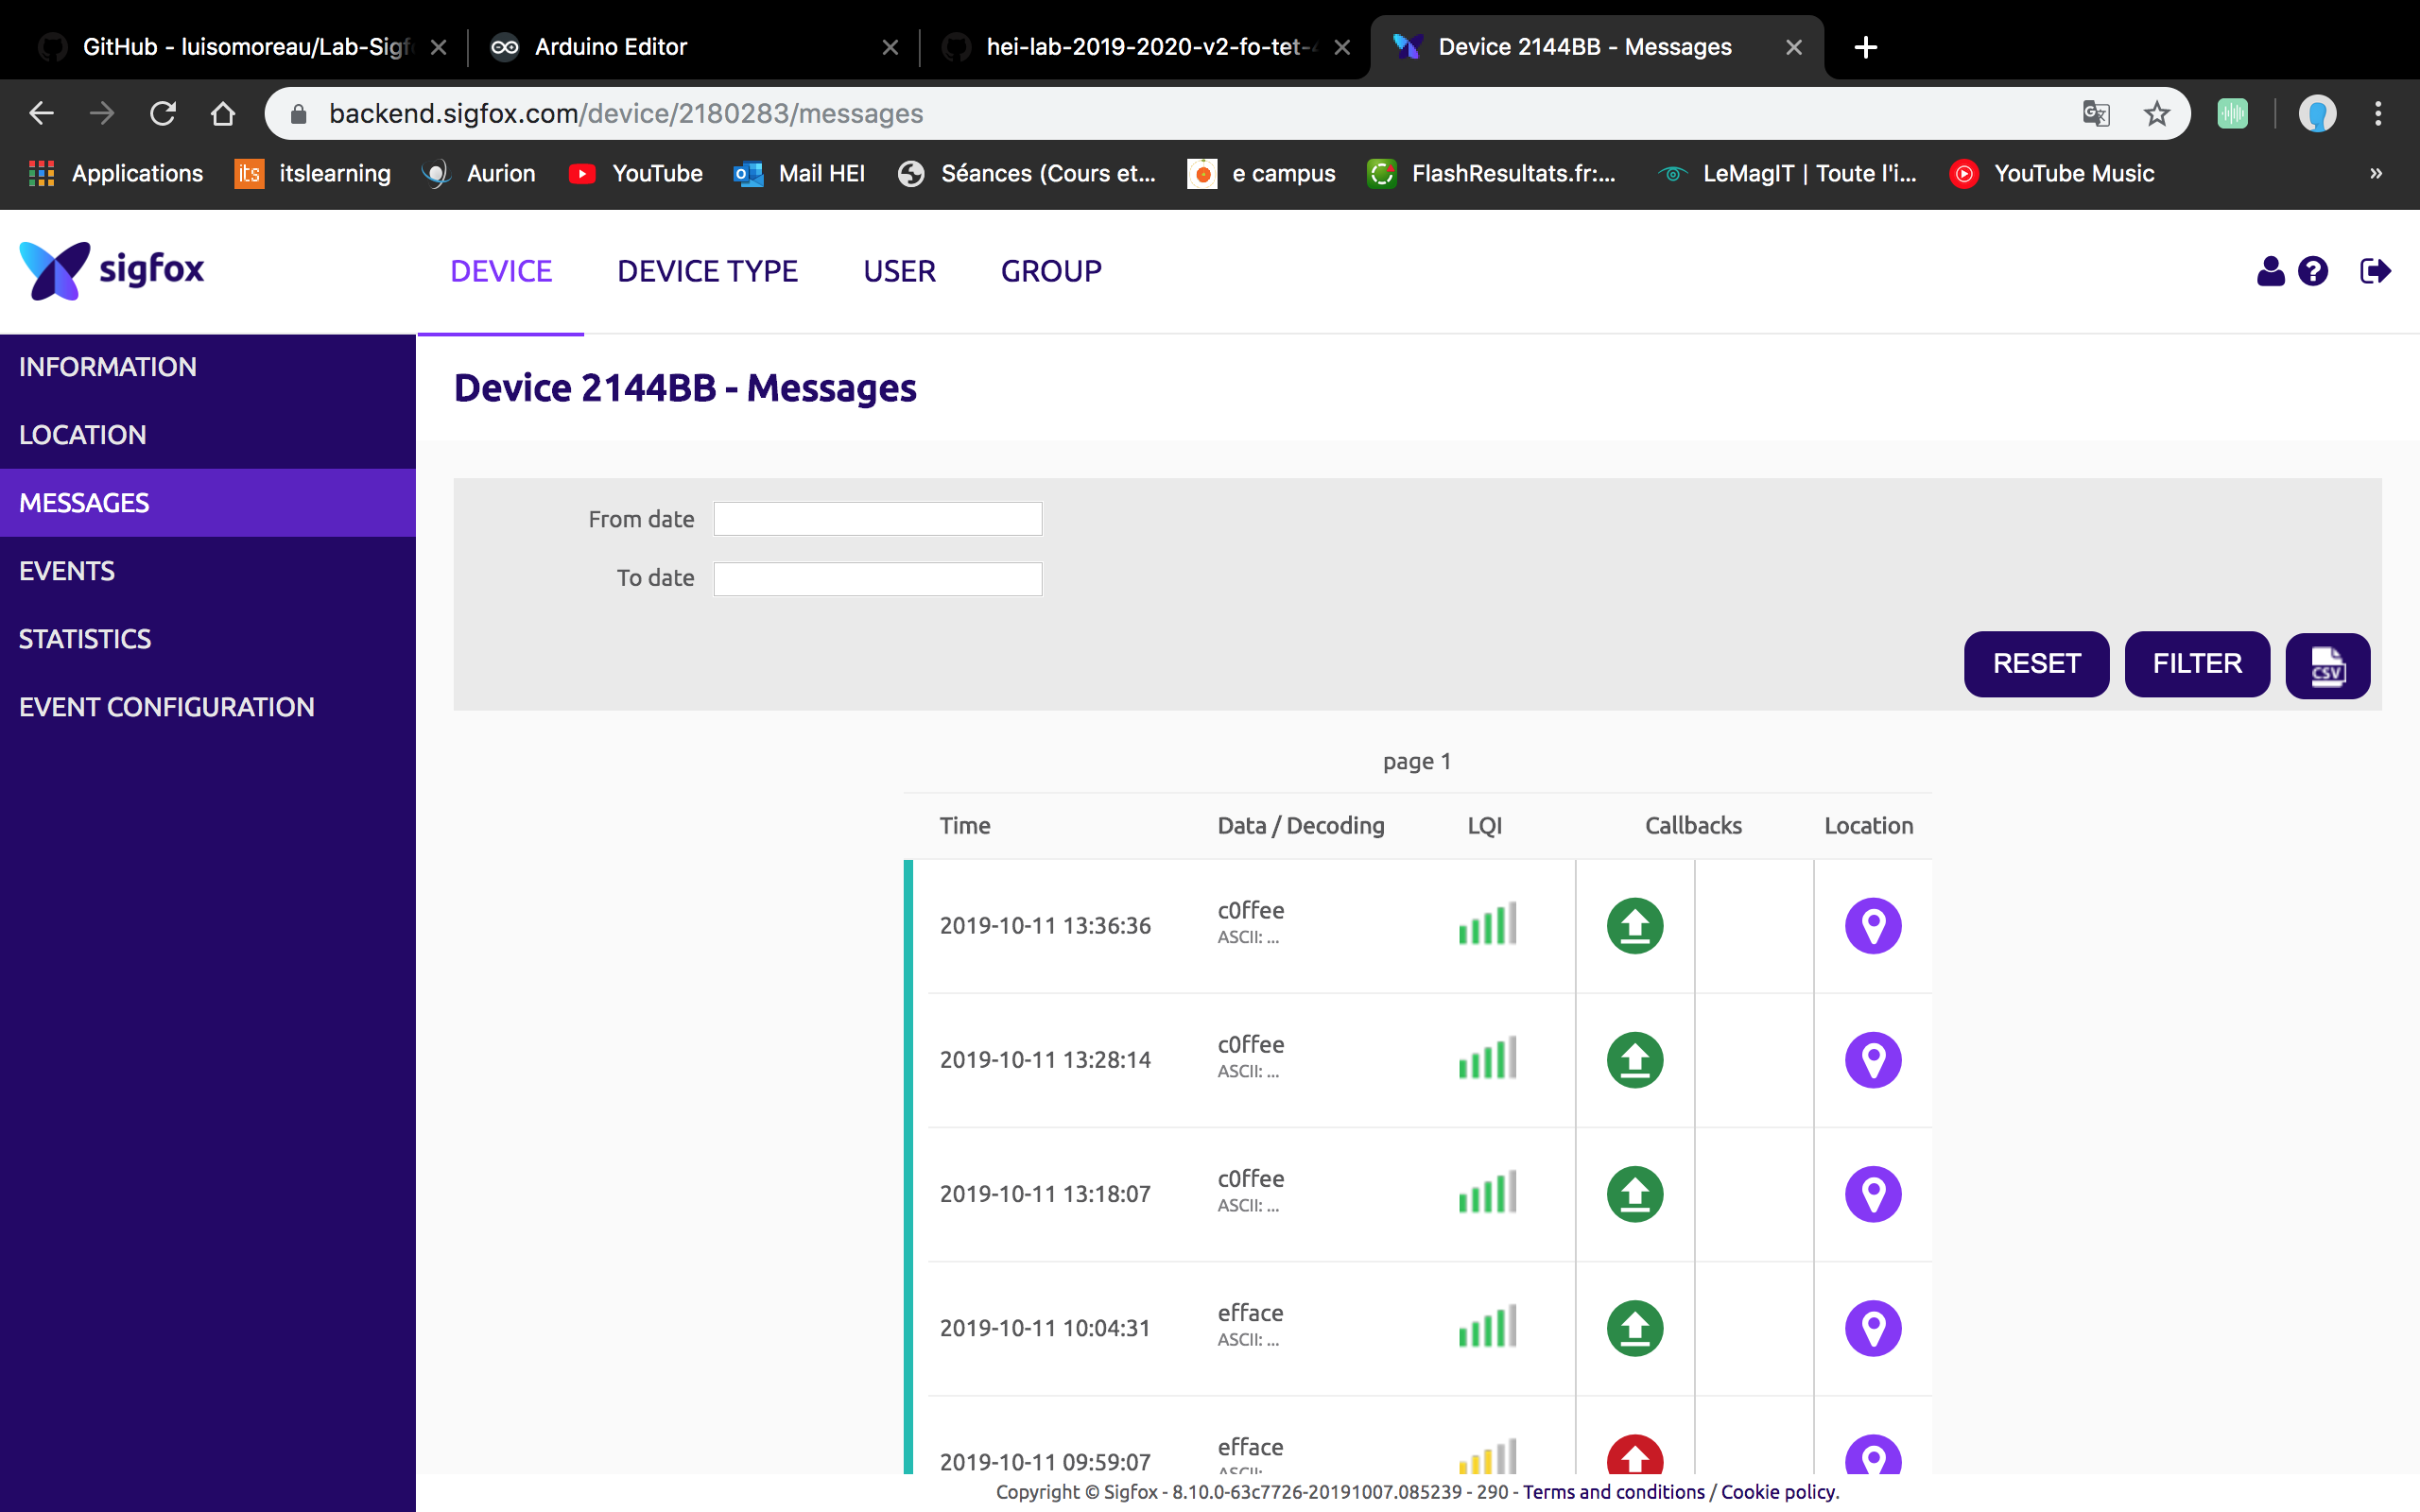 GitHub - luisomoreau/Lab-Sigf
Arduino Editor
hei-lab-2019-2020-v2-fo-tet-
Device 2144BB - Messages
backend.sigfox.com/device/2180283/messages
Applications
its itslearning
Aurion
YouTube
Mail HEI
Séances (Cours et...
e campus
FlashResultats.fr:...
LeMagIT | Toute l'i...
YouTube Music
»
sigfox
DEVICE
DEVICE TYPE
USER
GROUP
INFORMATION
LOCATION
MESSAGES
EVENTS
STATISTICS
EVENT CONFIGURATION
Device 2144BB - Messages
From date
To date
RESET
FILTER
CSV
page 1
Time Data / Decoding LQI Callbacks Location
2019-10-11 13:36:36 c0ffee
ASCII: ...
2019-10-11 13:28:14 c0ffee
ASCII: ...
2019-10-11 13:18:07 c0ffee
ASCII: ...
2019-10-11 10:04:31 efface
ASCII: ...
2019-10-11 09:59:07 efface
ASCII:
Copyright © Sigfox - 8.10.0-63c7726-20191007.085239 - 290 - Terms and conditions / Cookie policy.